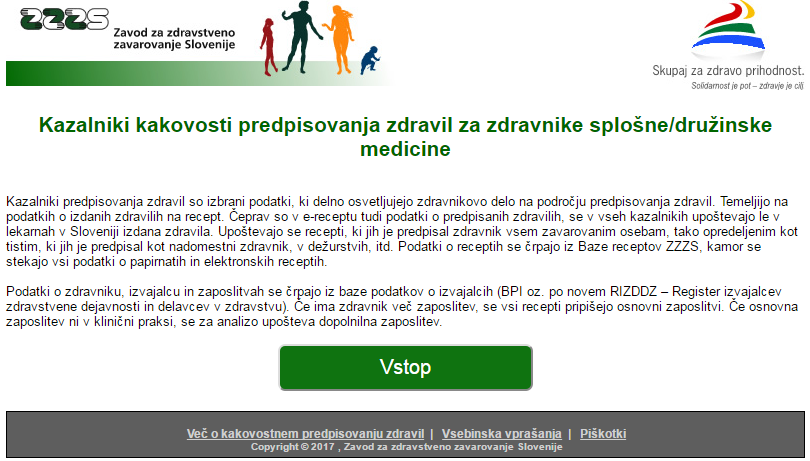 ZZZS
Zavod za zdravstveno
zavarovanje Slovenije
Skupaj za zdravo prihodnost.
Solidarnost je pot – zdravje je cilj.
Kazalniki kakovosti predpisovanja zdravil za zdravnike splošne/družinske
medicine
Kazalniki predpisovanja zdravil so izbrani podatki, ki delno osvetljujejo zdravnikovo delo na področju predpisovanja zdravil. Temeljijo na
podatkih o izdanih zdravilih na recept. Čeprav so v e-receptu tudi podatki o predpisanih zdravilih, se v vseh kazalnikih upoštevajo le v
lekarnah v Sloveniji izdana zdravila. Upoštevajo se recepti, ki jih je predpisal zdravnik vsem zavarovanim osebam, tako opredeljenim kot
tistim, ki jih je predpisal kot nadomestni zdravnik, v dežurstvih, itd. Podatki o receptih se črpajo iz Baze receptov ZZZS, kamor se
stekajo vsi podatki o papirnatih in elektronskih receptih.
Podatki o zdravniku, izvajalcu in zaposlitvah se črpajo iz baze podatkov o izvajalcih (BPI oz. po novem RIZDDZ – Register izvajalcev
zdravstvene dejavnosti in delavcev v zdravstvu). Če ima zdravnik več zaposlitev, se vsi recepti pripišejo osnovni zaposlitvi. Če osnovna
zaposlitev ni v klinični praksi, se za analizo upošteva dopolnilna zaposlitev.
Vstop
Več o kakovostnem predpisovanju zdravil | Vsebinska vprašanja | Piškotki
Copyright © 2017 , Zavod za zdravstveno zavarovanje Slovenije